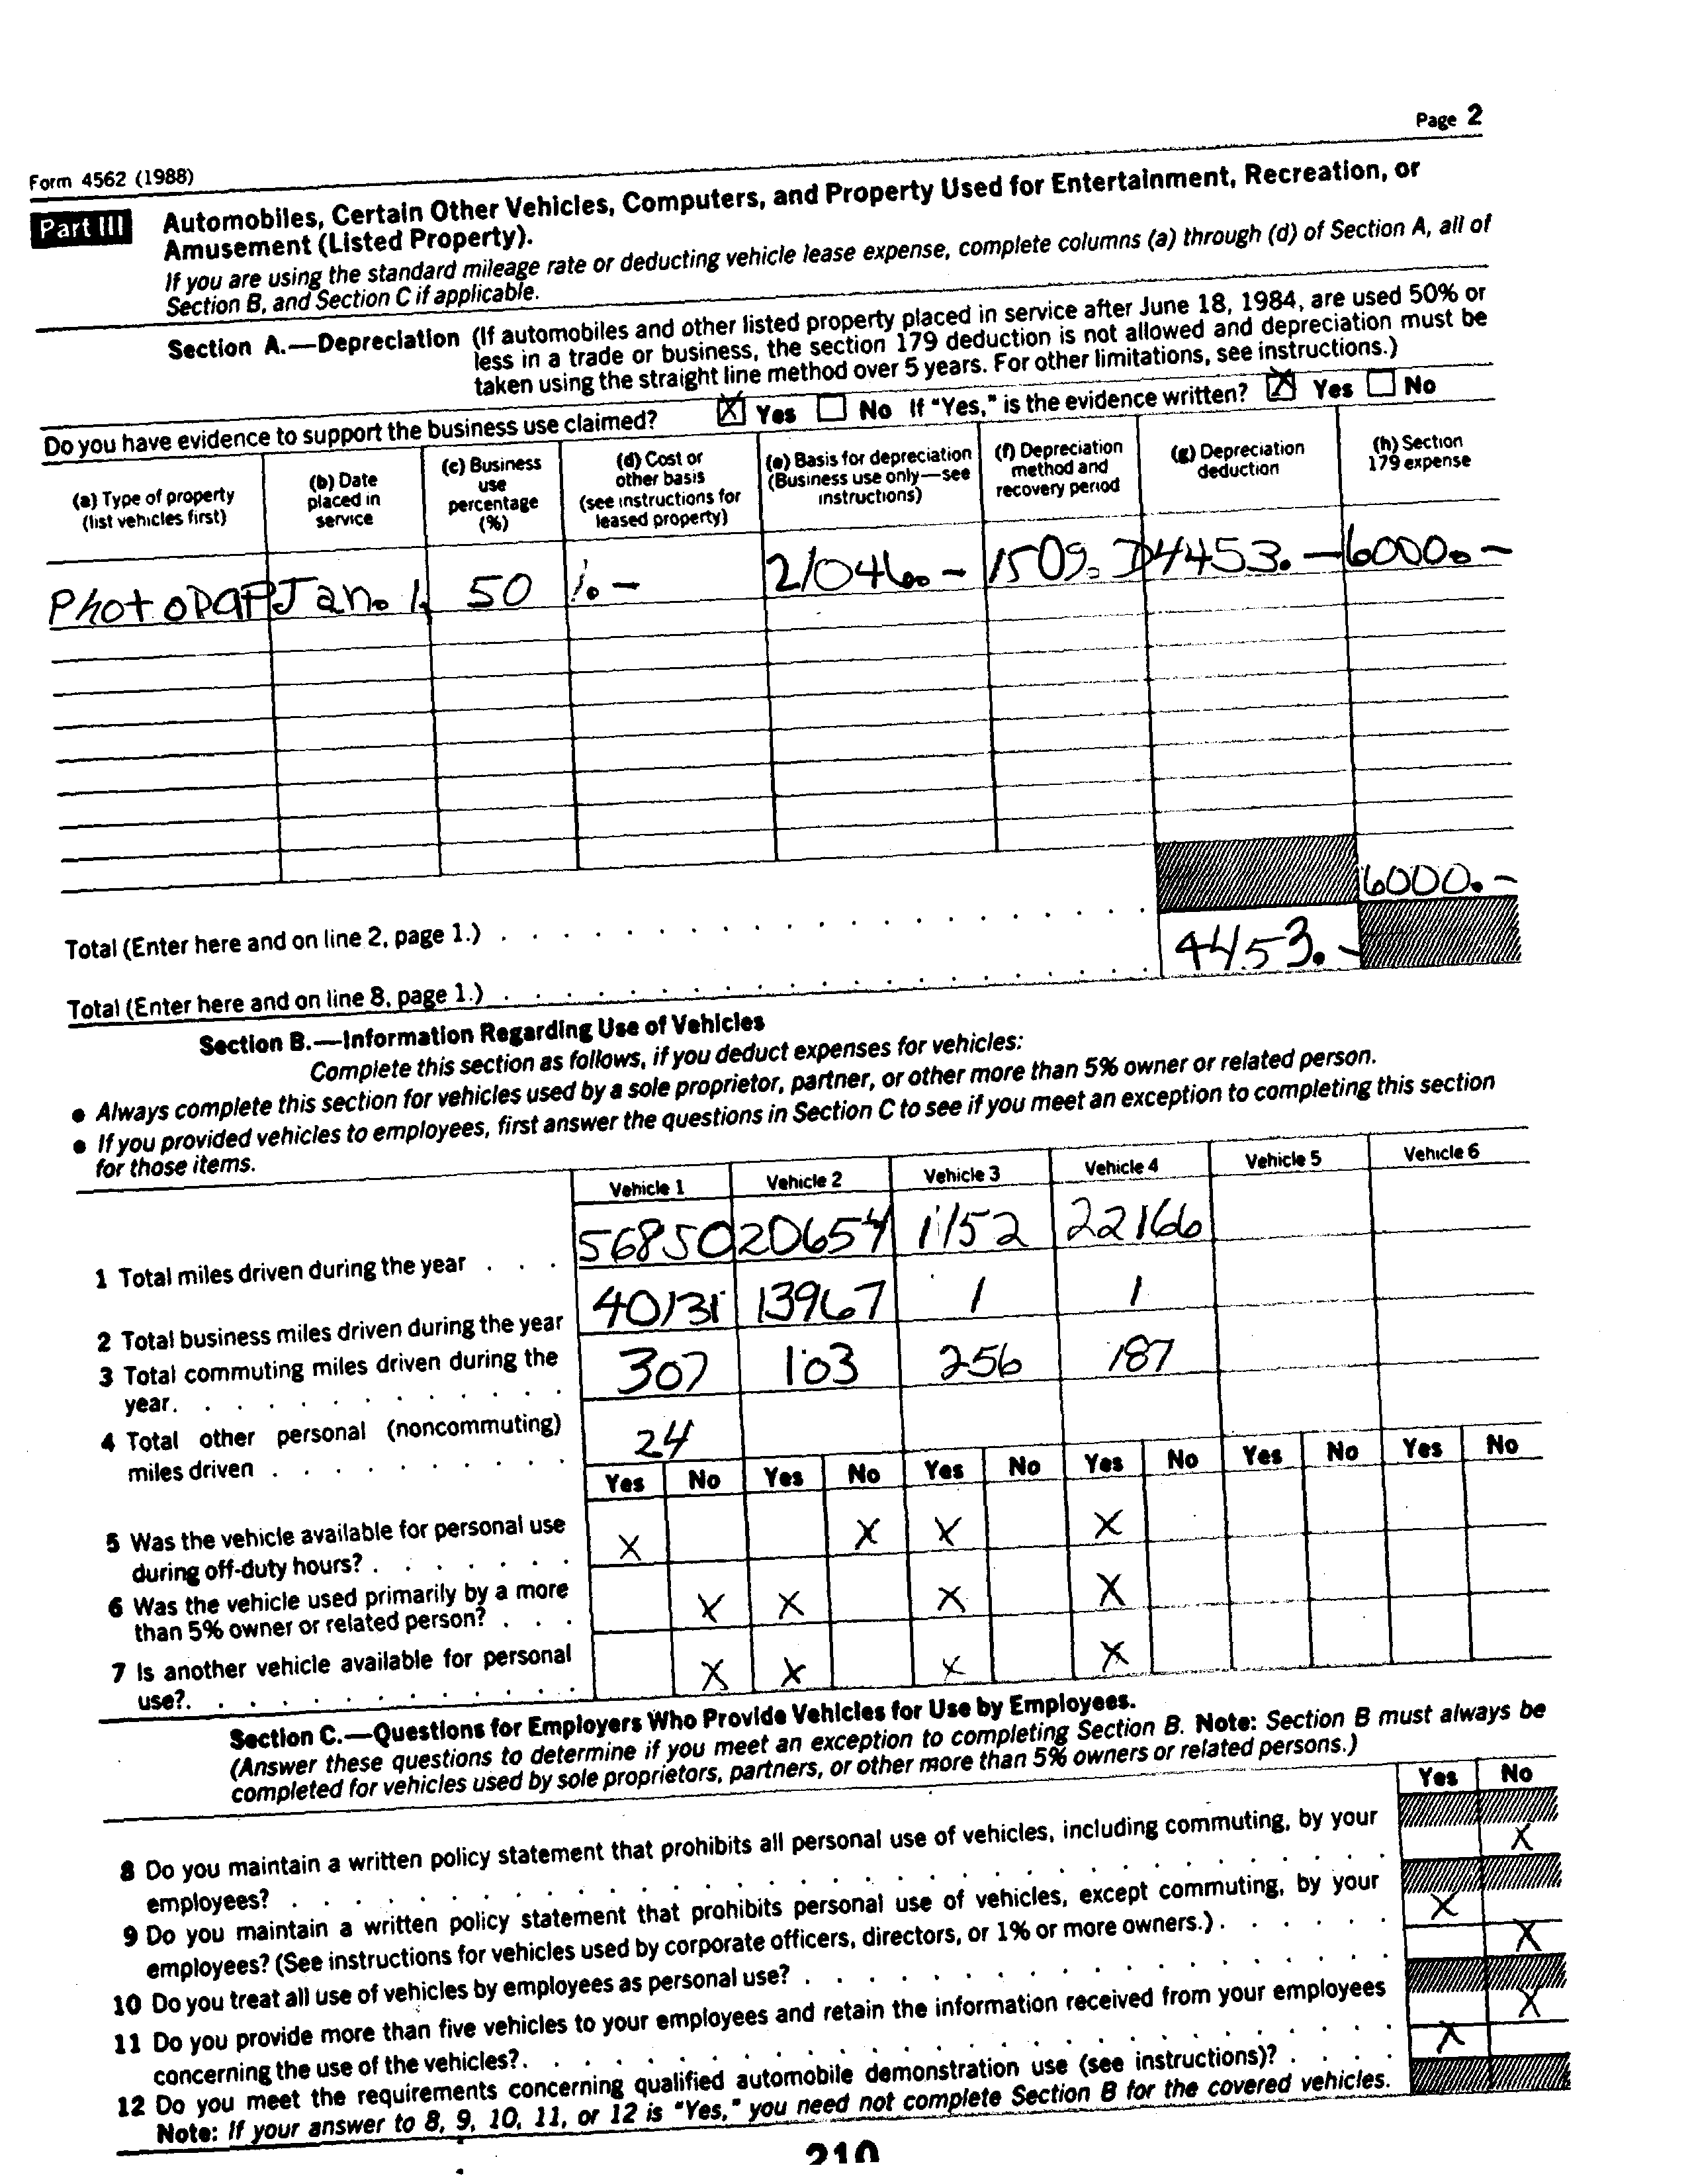 Page 2
Form 4562 (1988)
Part III Automobiles, Certain Other Vehicles, Computers, and Property Used for Entertainment, Recreation, or
Amusement (Listed Property).
If you are using the standard mileage rate or deducting vehicle lease expense, complete columns (a) through (d) of Section A, all of
Section B, and Section C if applicable.
Section A.—Depreciation (If automobiles and other listed property placed in service after June 18, 1984, are used 50% or
less in a trade or business, the section 179 deduction is not allowed and depreciation must be
taken using the straight line method over 5 years. For other limitations, see instructions.)
Do you have evidence to support the business use claimed? X Yes No If "Yes," is the evidence written? X Yes No
(a) Type of property
(list vehicles first)
(b) Date
placed in
service
(c) Business
use
percentage
(%)
(d) Cost or
other basis
(see instructions for
leased property)
(e) Basis for depreciation
(Business use only—see
instructions)
(f) Depreciation
method and
recovery period
(g) Depreciation
deduction
(h) Section
179 expense
Jan. 1. 50 21046 4453.- 6000.-
6000.-
Total (Enter here and on line 2, page 1.)
4453.-
Total (Enter here and on line 8, page 1.)
Section B.—Information Regarding Use of Vehicles
Complete this section as follows, if you deduct expenses for vehicles:
● Always complete this section for vehicles used by a sole proprietor, partner, or other more than 5% owner or related person.
● If you provided vehicles to employees, first answer the questions in Section C to see if you meet an exception to completing this section
for those items.
Vehicle 1 Vehicle 2 Vehicle 3 Vehicle 4 Vehicle 5 Vehicle 6
1 Total miles driven during the year . . . 56850 20654 1152 22166
2 Total business miles driven during the year 40131 13967 1 1
3 Total commuting miles driven during the
year. 307 103 256 187
4 Total other personal (noncommuting)
miles driven 24
Yes No Yes No Yes No Yes No Yes No Yes No
5 Was the vehicle available for personal use
during off-duty hours? X X X X
6 Was the vehicle used primarily by a more
than 5% owner or related person? X X X X
7 Is another vehicle available for personal
use?. X X X X
Section C.—Questions for Employers Who Provide Vehicles for Use by Employees.
(Answer these questions to determine if you meet an exception to completing Section B. Note: Section B must always be
completed for vehicles used by sole proprietors, partners, or other more than 5% owners or related persons.)
Yes No
8 Do you maintain a written policy statement that prohibits all personal use of vehicles, including commuting, by your
employees? X
9 Do you maintain a written policy statement that prohibits personal use of vehicles, except commuting, by your
employees? (See instructions for vehicles used by corporate officers, directors, or 1% or more owners.) X
10 Do you treat all use of vehicles by employees as personal use? X
11 Do you provide more than five vehicles to your employees and retain the information received from your employees
concerning the use of the vehicles?. X
12 Do you meet the requirements concerning qualified automobile demonstration use (see instructions)? X
Note: If your answer to 8, 9, 10, 11, or 12 is "Yes," you need not complete Section B for the covered vehicles.
210